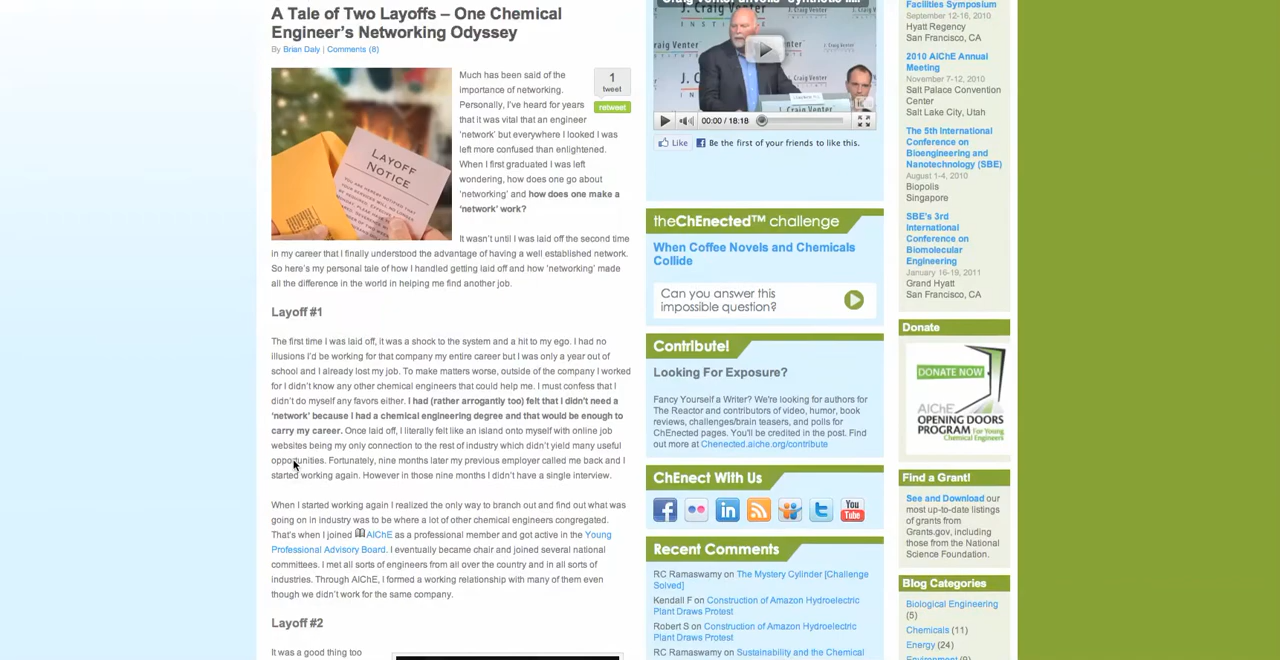 A Tale of Two Layoffs – One Chemical
Engineer's Networking Odyssey
By Brian Daly | Comments (8)
LAYOFF
NOTICE
1
tweet
retweet
Much has been said of the
importance of networking.
Personally, I've heard for years
that it was vital that an engineer
'network' but everywhere I looked I was
left more confused than enlightened.
When I first graduated I was left
wondering, how does one go about
'networking' and how does one make a
'network' work?
It wasn't until I was laid off the second time
in my career that I finally understood the advantage of having a well established network.
So here's my personal tale of how I handled getting laid off and how 'networking' made
all the difference in the world in helping me find another job.
Layoff #1
The first time I was laid off, it was a shock to the system and a hit to my ego. I had no
illusions I'd be working for that company my entire career but I was only a year out of
school and I already lost my job. To make matters worse, outside of the company I worked
for I didn't know any other chemical engineers that could help me. I must confess that I
didn't do myself any favors either. I had (rather arrogantly too) felt that I didn't need a
'network' because I had a chemical engineering degree and that would be enough to
carry my career. Once laid off, I literally felt like an island onto myself with online job
websites being my only connection to the rest of industry which didn't yield many useful
opportunities. Fortunately, nine months later my previous employer called me back and I
started working again. However in those nine months I didn't have a single interview.
When I started working again I realized the only way to branch out and find out what was
going on in industry was to be where a lot of other chemical engineers congregated.
That's when I joined AIChE as a professional member and got active in the Young
Professional Advisory Board. I eventually became chair and joined several national
committees. I met all sorts of engineers from all over the country and in all sorts of
industries. Through AIChE, I formed a working relationship with many of them even
though we didn't work for the same company.
Layoff #2
It was a good thing too
Craig Venter unveils "synthetic li...
J. CRAIG VENTER
INSTITUTE
00:00 / 18:18
Like
Be the first of your friends to like this.
theChEnected™ challenge
When Coffee Novels and Chemicals
Collide
Can you answer this
impossible question?
Contribute!
Looking For Exposure?
Fancy Yourself a Writer? We're looking for authors for
The Reactor and contributors of video, humor, book
reviews, challenges/brain teasers, and polls for
ChEnected pages. You'll be credited in the post. Find
out more at Chenected.aiche.org/contribute
ChEnect With Us
You
Tube
Recent Comments
RC Ramaswamy on The Mystery Cylinder [Challenge
Solved]
Kendall F on Construction of Amazon Hydroelectric
Plant Draws Protest
Robert S on Construction of Amazon Hydroelectric
Plant Draws Protest
RC Ramaswamy on Sustainability and the Chemical
Facilities Symposium
September 12-16, 2010
Hyatt Regency
San Francisco, CA
2010 AIChE Annual
Meeting
November 7-12, 2010
Salt Palace Convention
Center
Salt Lake City, Utah
The 5th International
Conference on
Bioengineering and
Nanotechnology (SBE)
August 1-4, 2010
Biopolis
Singapore
SBE's 3rd
International
Conference on
Biomolecular
Engineering
January 16-19, 2011
Grand Hyatt
San Francisco, CA
Donate
DONATE NOW
AIChE
OPENING DOORS
PROGRAM For Young
Chemical Engineers
Find a Grant!
See and Download our
most up-to-date listings
of grants from
Grants.gov, including
those from the National
Science Foundation.
Blog Categories
Biological Engineering
(5)
Chemicals (11)
Energy (24)
Environment (9)